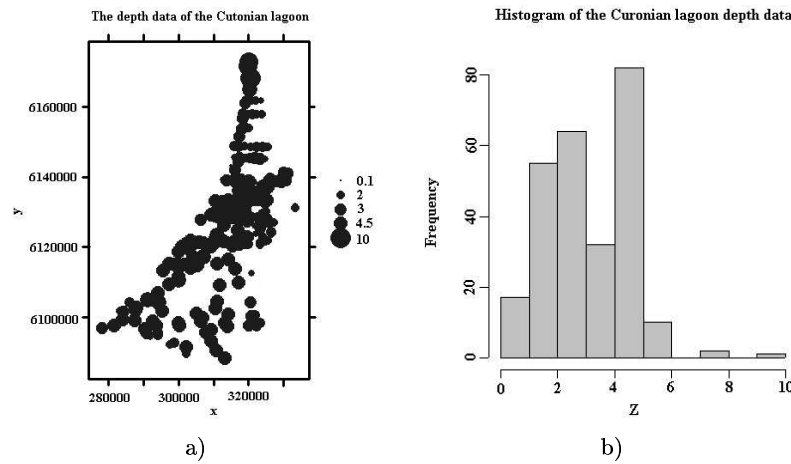 The depth data of the Cutonian lagoon
y
6160000
6140000
6120000
6100000
280000 300000 320000
x
0.1
2
3
4.5
10
a)
Histogram of the Curonian lagoon depth data
Frequency
80
60
40
20
0
0 2 4 6 8 10
Z
b)